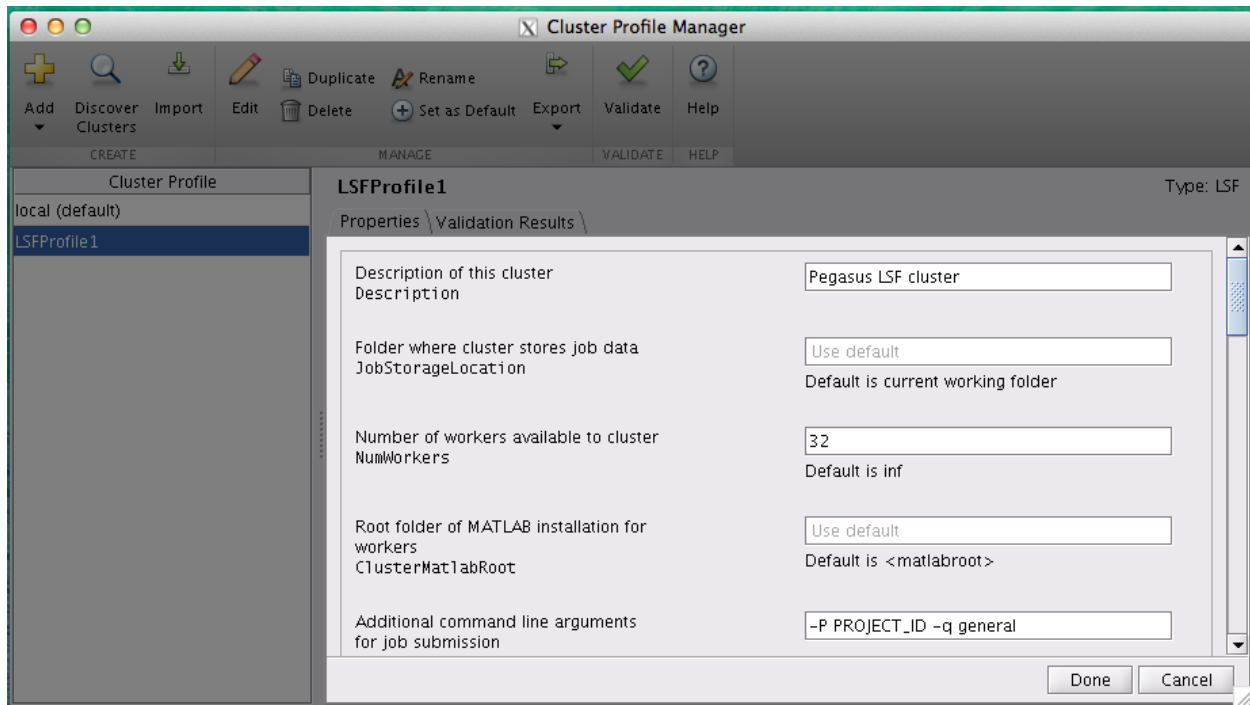 Cluster Profile Manager
Add
Discover Clusters
Import
Edit
Duplicate
Delete
Rename
Set as Default
Export
Validate
Help
CREATE
MANAGE
VALIDATE
HELP
Cluster Profile
local (default)
LSFProfile1
LSFProfile1
Type: LSF
Properties
Validation Results
Description of this cluster
Description
Pegasus LSF cluster
Folder where cluster stores job data
JobStorageLocation
Use default
Default is current working folder
Number of workers available to cluster
NumWorkers
32
Default is inf
Root folder of MATLAB installation for
workers
ClusterMatlabRoot
Use default
Default is <matlabroot>
Additional command line arguments
for job submission
-P PROJECT_ID -q general
Done
Cancel